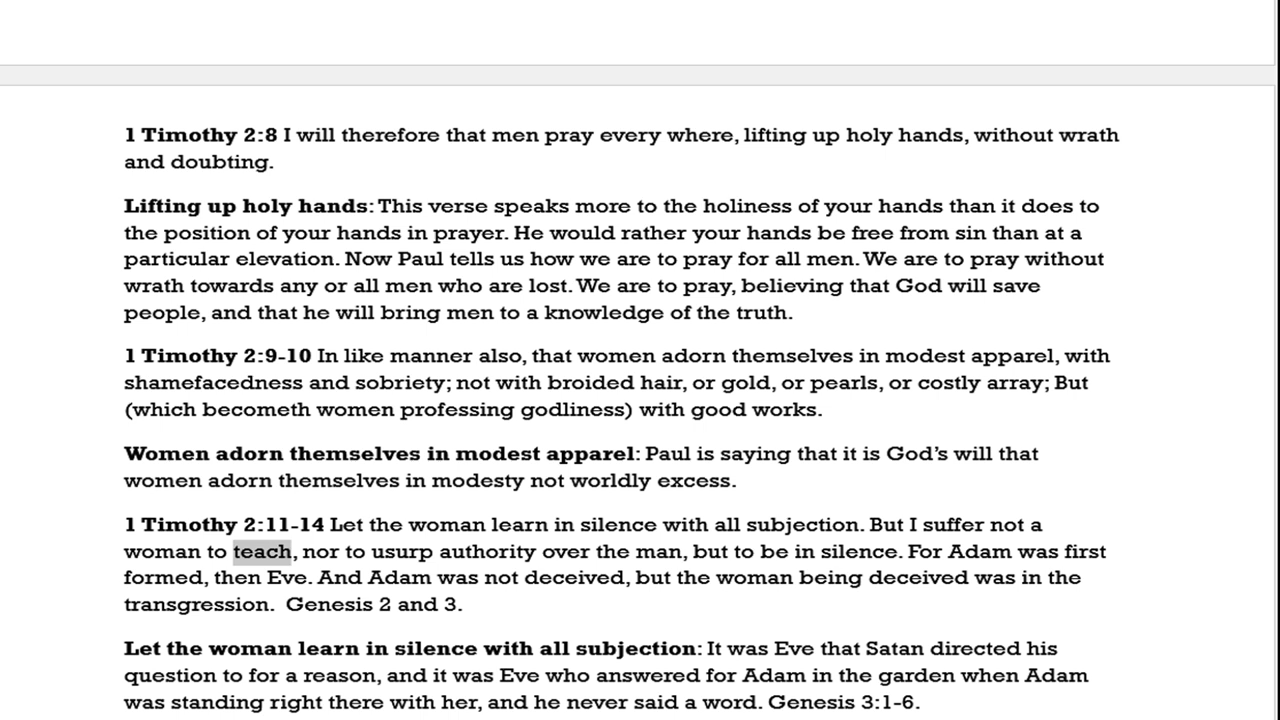 1 Timothy 2:8 I will therefore that men pray every where, lifting up holy hands, without wrath
and doubting.
Lifting up holy hands: This verse speaks more to the holiness of your hands than it does to
the position of your hands in prayer. He would rather your hands be free from sin than at a
particular elevation. Now Paul tells us how we are to pray for all men. We are to pray without
wrath towards any or all men who are lost. We are to pray, believing that God will save
people, and that he will bring men to a knowledge of the truth.
1 Timothy 2:9-10 In like manner also, that women adorn themselves in modest apparel, with
shamefacedness and sobriety; not with broided hair, or gold, or pearls, or costly array; But
(which becometh women professing godliness) with good works.
Women adorn themselves in modest apparel: Paul is saying that it is God’s will that
women adorn themselves in modesty not worldly excess.
1 Timothy 2:11-14 Let the woman learn in silence with all subjection. But I suffer not a
woman to teach, nor to usurp authority over the man, but to be in silence. For Adam was first
formed, then Eve. And Adam was not deceived, but the woman being deceived was in the
transgression.  Genesis 2 and 3.
Let the woman learn in silence with all subjection: It was Eve that Satan directed his
question to for a reason, and it was Eve who answered for Adam in the garden when Adam
was standing right there with her, and he never said a word. Genesis 3:1-6.